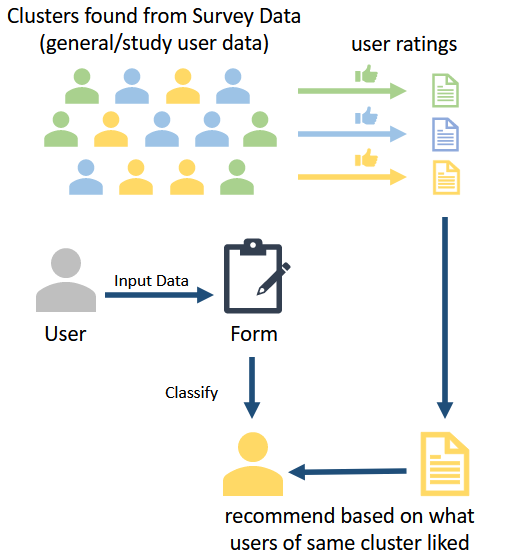 Clusters found from Survey Data
(general/study user data)
user ratings
Input Data
User
Form
Classify
recommend based on what
users of same cluster liked